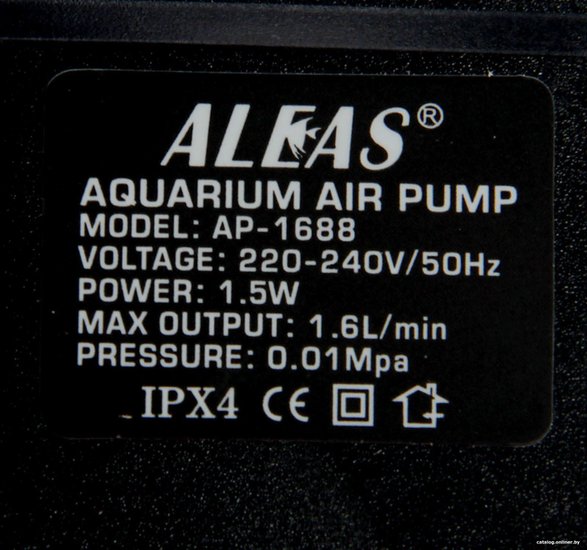 ALEAS®
AQUARIUM AIR PUMP
MODEL: AP-1688
VOLTAGE: 220-240V/50Hz
POWER: 1.5W
MAX OUTPUT: 1.6L/min
PRESSURE: 0.01Mpa
IPX4 CE
catalog.onliner.by